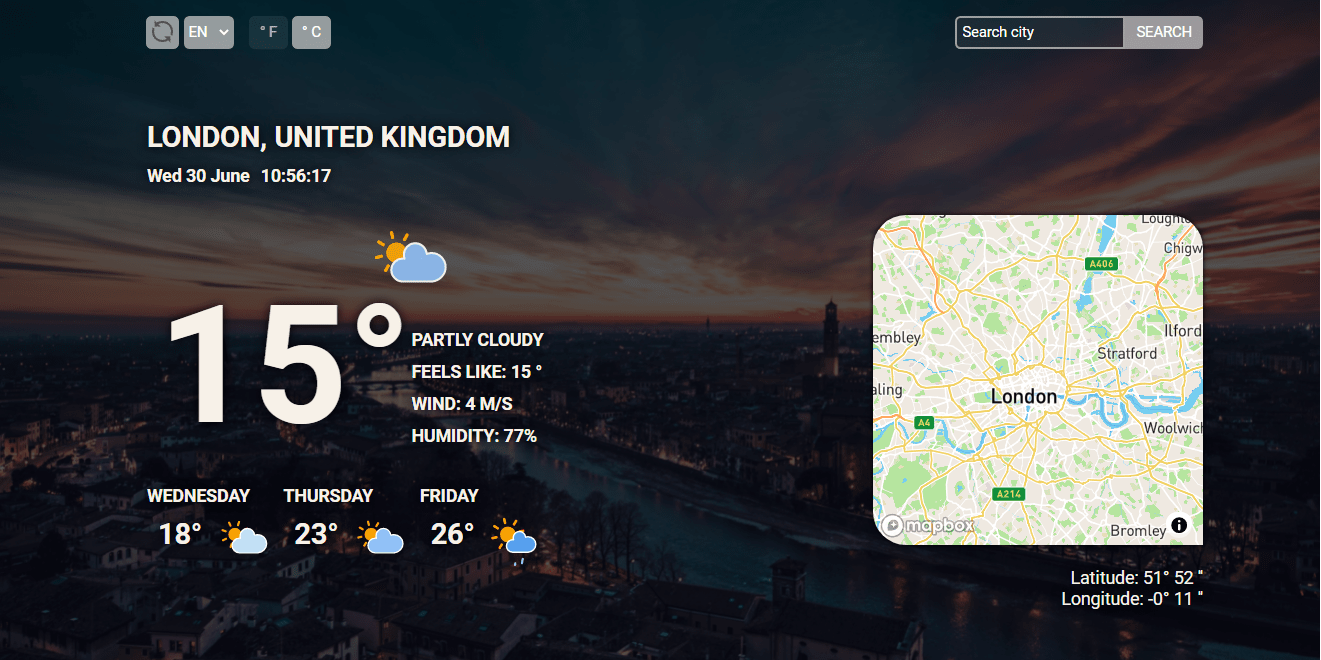 EN
° F
° C
Search city
SEARCH
LONDON, UNITED KINGDOM
Wed 30 June 10:56:17
15°
PARTLY CLOUDY
FEELS LIKE: 15 °
WIND: 4 M/S
HUMIDITY: 77%
WEDNESDAY
THURSDAY
FRIDAY
18°
23°
26°
Lought
Chigw
A406
Ilford
embley
Stratford
aling
London
A4
Woolwich
A214
mapbox
Bromley
Latitude: 51° 52 "
Longitude: -0° 11 "